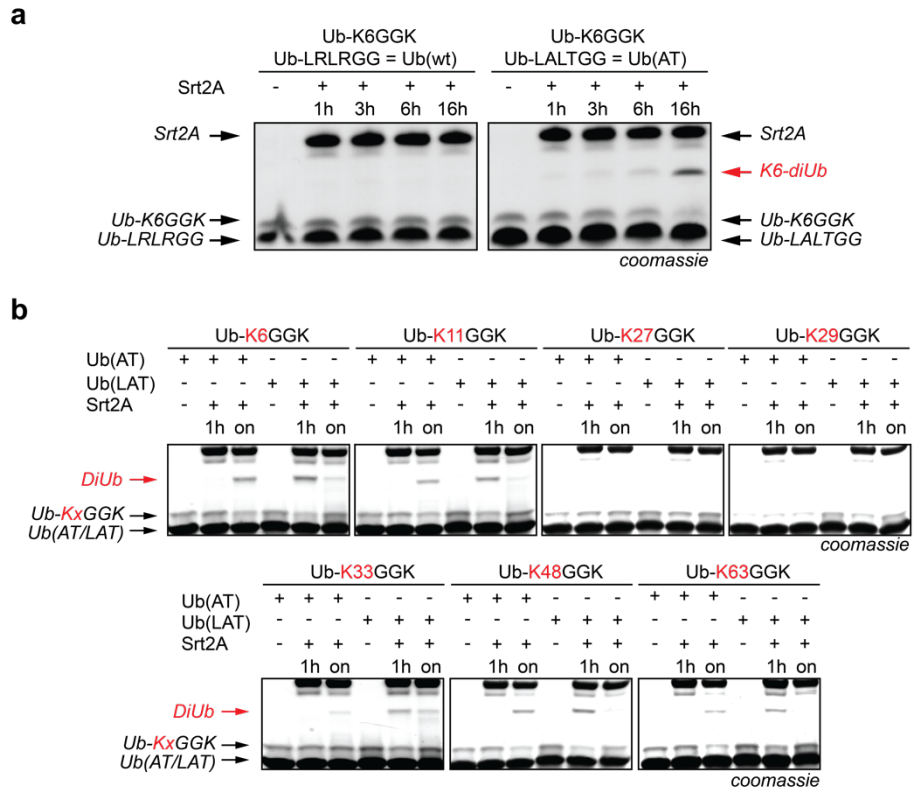 a
Ub-K6GGK
Ub-LRLRGG = Ub(wt)
Ub-K6GGK
Ub-LALTGG = Ub(AT)
Srt2A - + + + + - + + + +
1h 3h 6h 16h 1h 3h 6h 16h
Srt2A
Srt2A
K6-diUb
Ub-K6GGK
Ub-K6GGK
Ub-LRLRGG
Ub-LALTGG
coomassie
b
Ub-K6GGK Ub-K11GGK Ub-K27GGK Ub-K29GGK
Ub(AT) + + + - - - + + + - - - + + + - - - + + + - - -
Ub(LAT) - - - + + + - - - + + + - - - + + + - - - + + +
Srt2A - + + - + + - + + - + + - + + - + + - + + - + +
1h on 1h on 1h on 1h on 1h on 1h on 1h on 1h on
DiUb
Ub-KxGGK
Ub(AT/LAT)
coomassie
Ub-K33GGK Ub-K48GGK Ub-K63GGK
Ub(AT) + + + - - - + + + - - - + + + - - -
Ub(LAT) - - - + + + - - - + + + - - - + + +
Srt2A - + + - + + - + + - + + - + + - + +
1h on 1h on 1h on 1h on 1h on 1h on
DiUb
Ub-KxGGK
Ub(AT/LAT)
coomassie